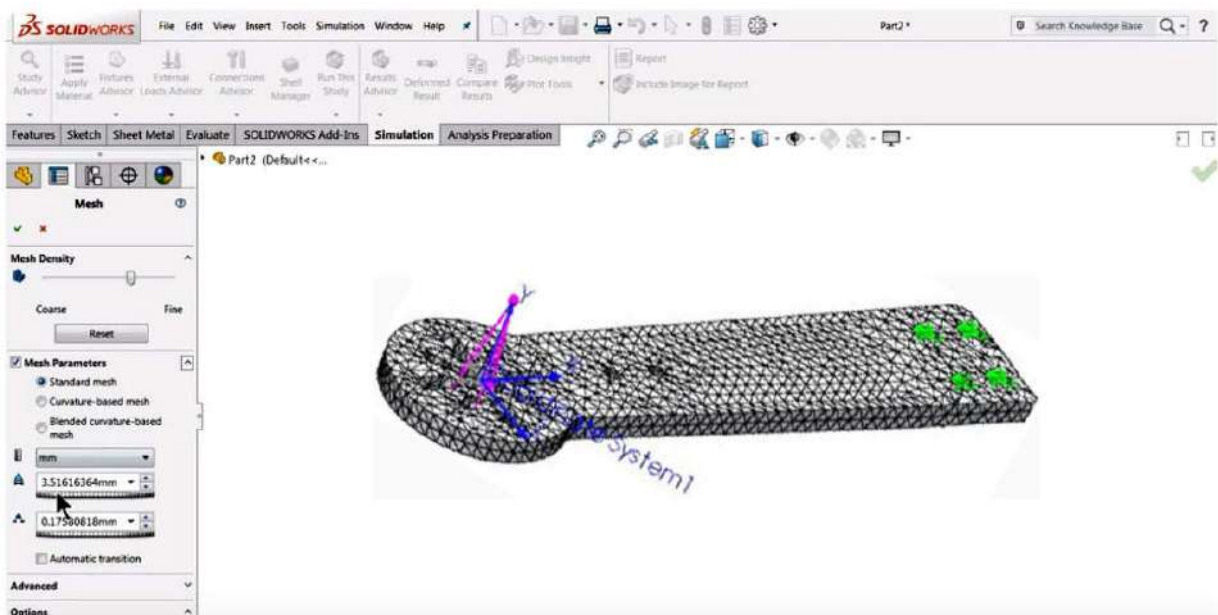 SOLIDWORKS File Edit View Insert Tools Simulation Window Help Part2 * Search Knowledge Base ?
Study Advisor
Apply Material
Fixtures Advisor
External Loads Advisor
Connections Advisor
Shell Manager
Run This Study
Results Advisor
Deformed Result
Compare Results
Design Insight
Plot Tools
Report
Include Image for Report
Features Sketch Sheet Metal Evaluate SOLIDWORKS Add-Ins Simulation Analysis Preparation
Part2 (Default<<...
Mesh
Mesh Density
Coarse Fine
Reset
Mesh Parameters
Standard mesh
Curvature-based mesh
Blended curvature-based
mesh
mm
3.51616364mm
0.17580818mm
Automatic transition
Advanced
Options
Y
System1